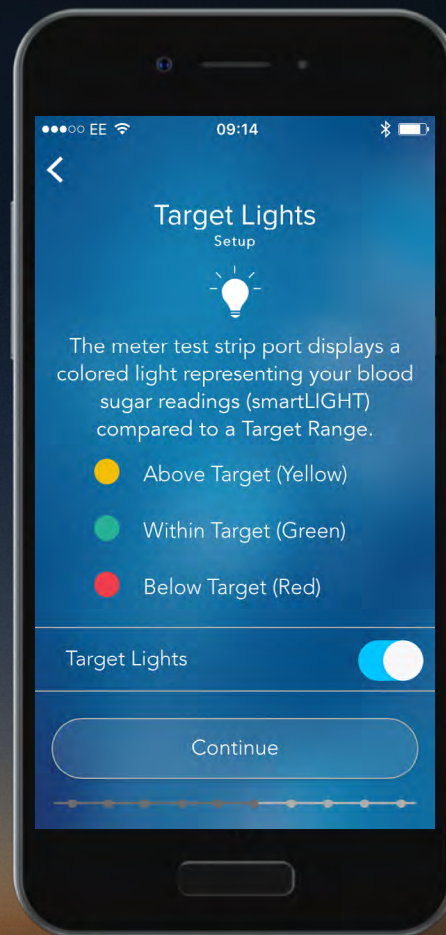 EE 09:14
Target Lights
Setup
The meter test strip port displays a
colored light representing your blood
sugar readings (smartLIGHT)
compared to a Target Range.
Above Target (Yellow)
Within Target (Green)
Below Target (Red)
Target Lights
Continue